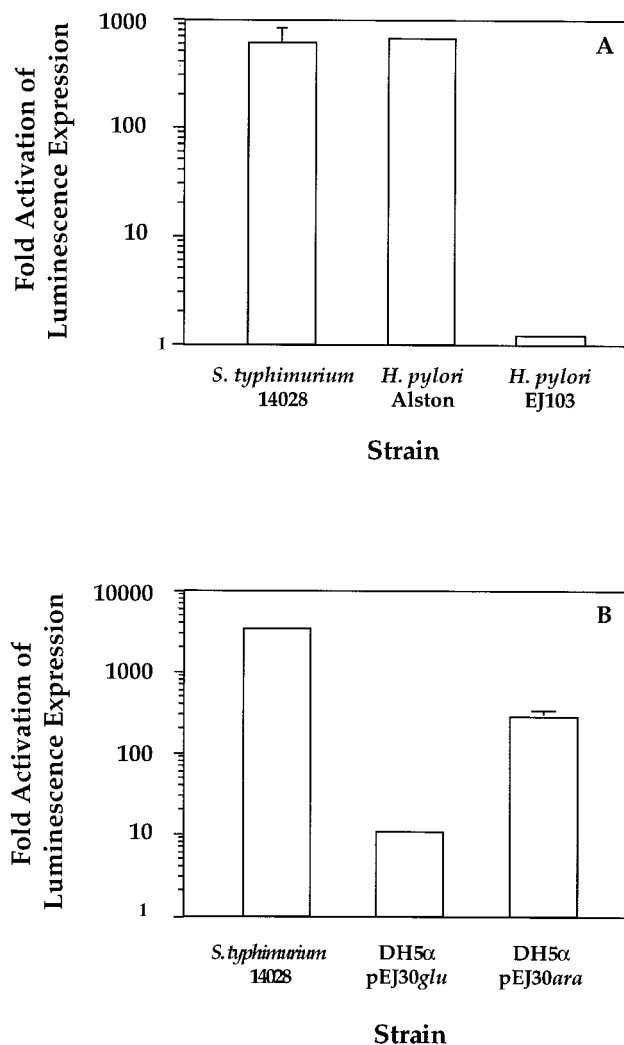 A
Fold Activation of
Luminescence Expression
1000
100
10
1
S. typhimurium
14028
H. pylori
Alston
H. pylori
EJ103
Strain
B
Fold Activation of
Luminescence Expression
10000
1000
100
10
1
S. typhimurium
14028
DH5α
pEJ30glu
DH5α
pEJ30ara
Strain